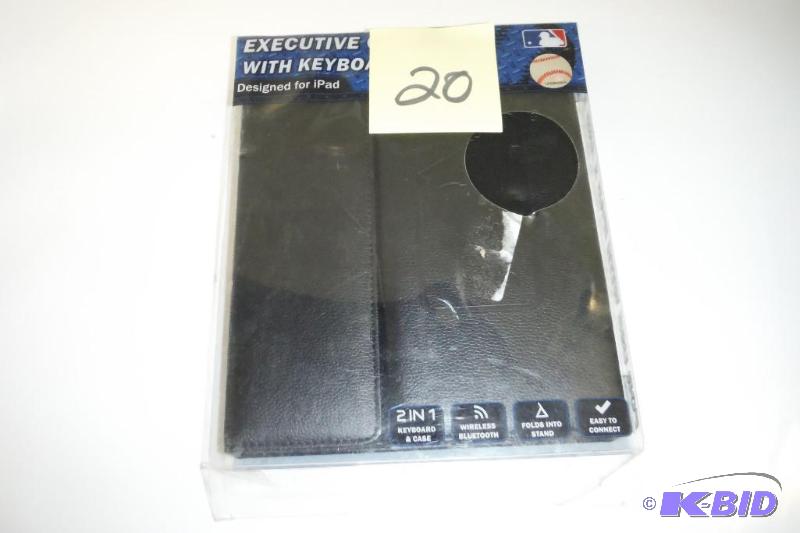 EXECUTIVE
WITH KEYBOA
Designed for iPad
20
2 IN 1
KEYBOARD
& CASE
WIRELESS
BLUETOOTH
FOLDS INTO
STAND
EASY TO
CONNECT
© K-BID